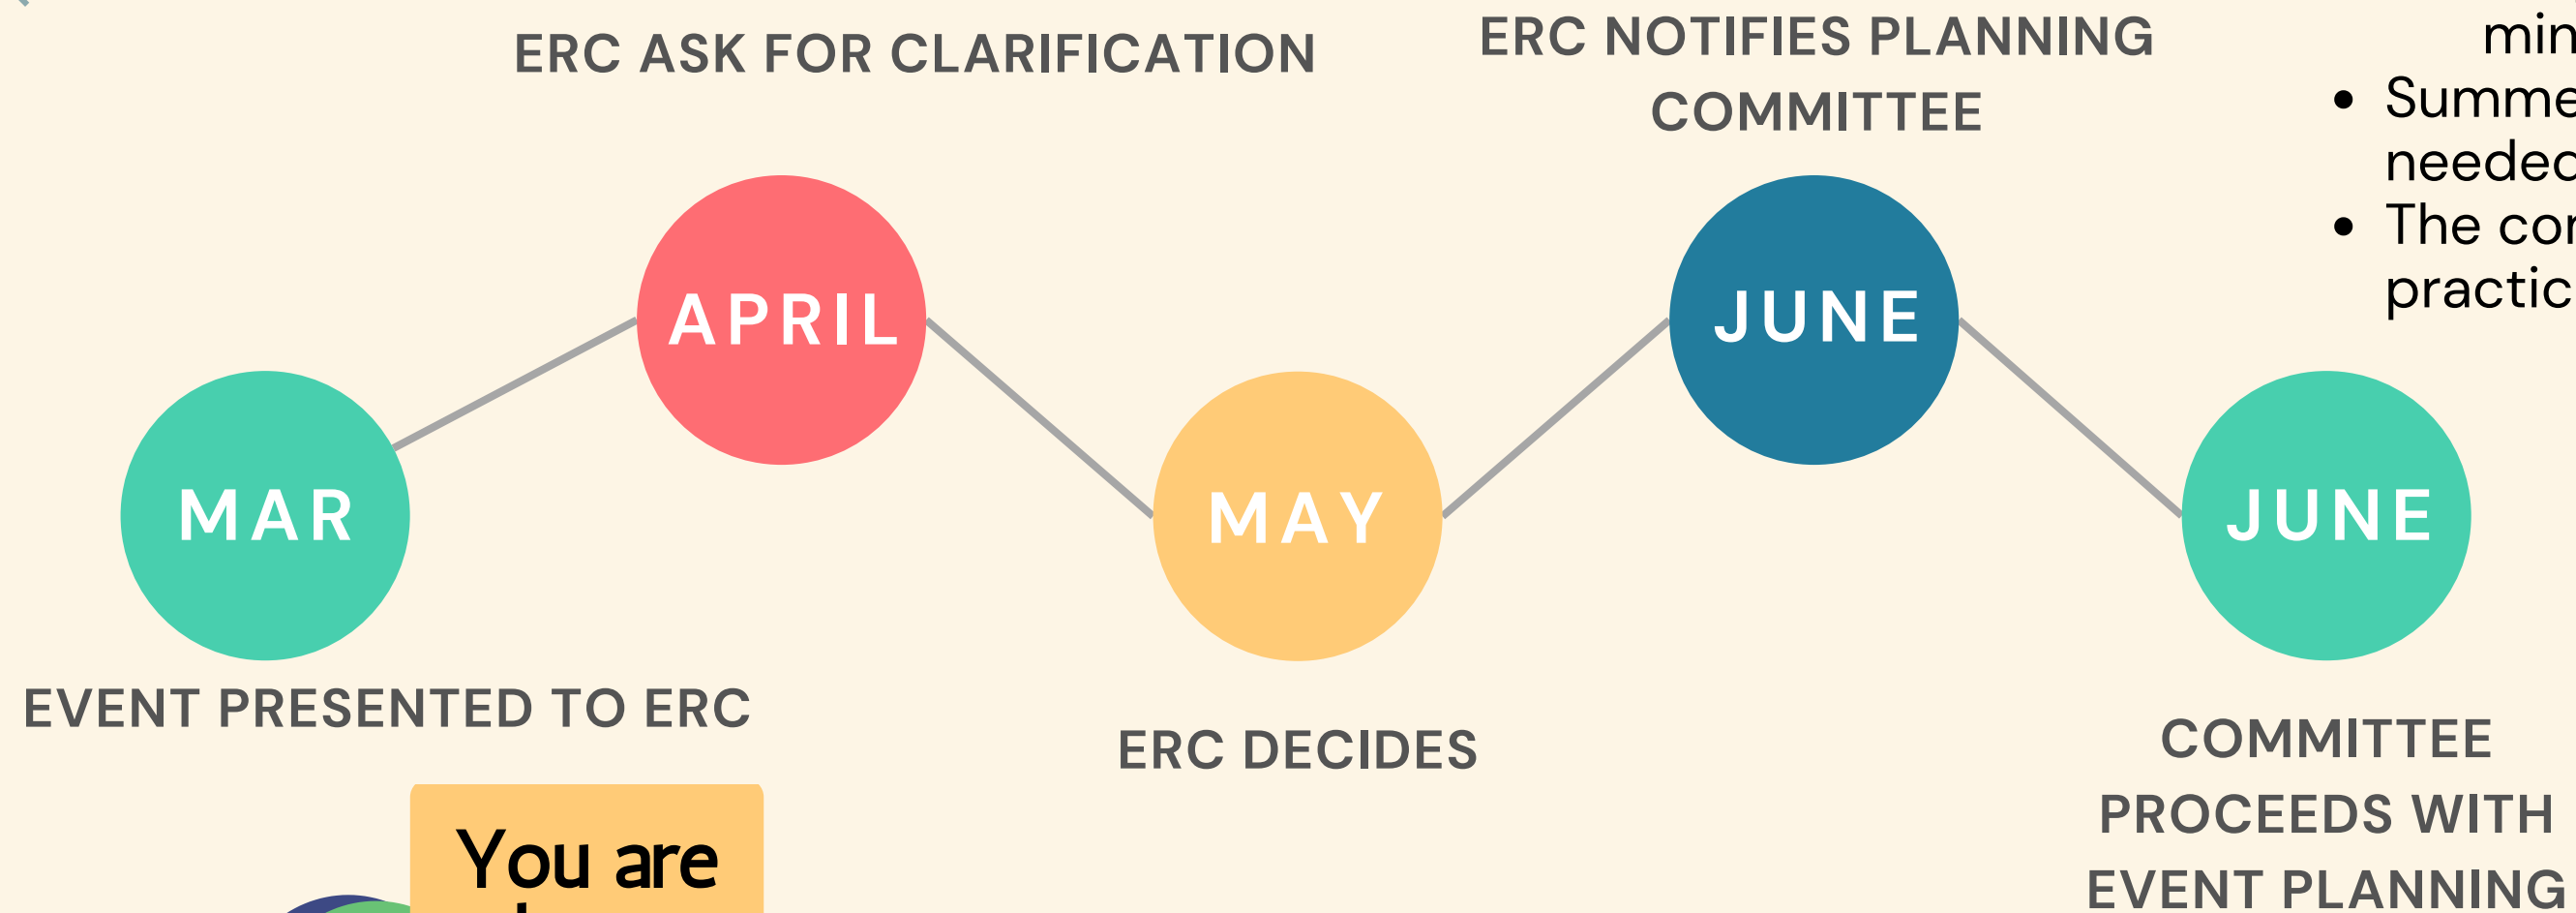 ERC ASK FOR CLARIFICATION
ERC NOTIFIES PLANNING
COMMITTEE
APRIL
JUNE
MAR
MAY
JUNE
EVENT PRESENTED TO ERC
ERC DECIDES
COMMITTEE
PROCEEDS WITH
EVENT PLANNING
The
You are